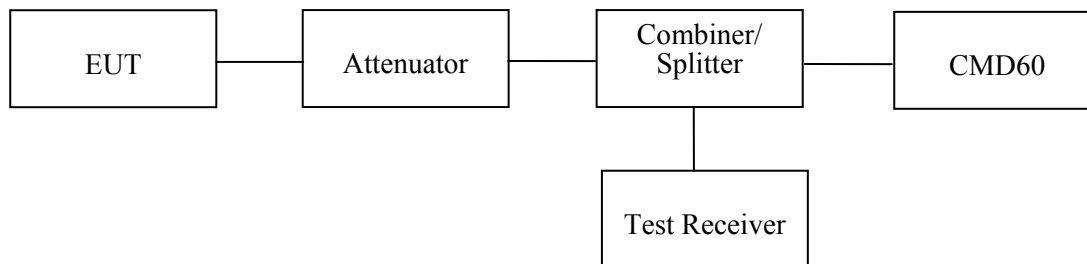 EUT
Attenuator
Combiner/
Splitter
CMD60
Test Receiver